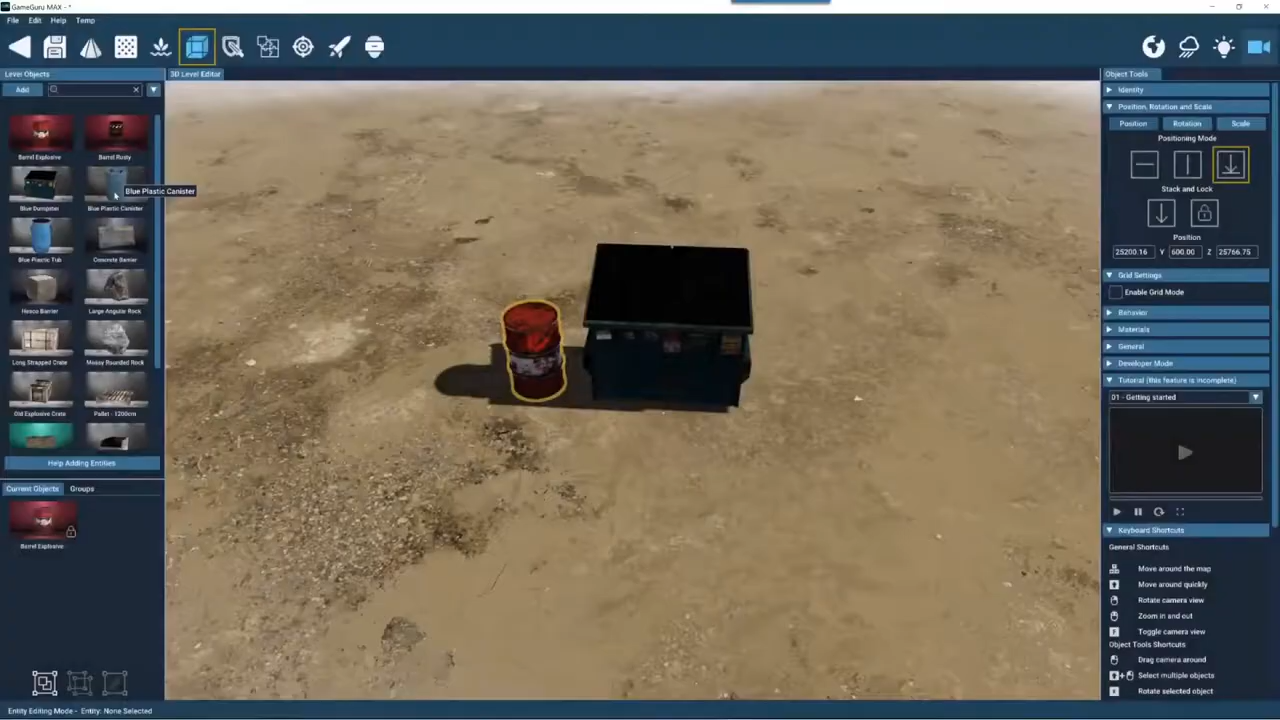 GameGuru MAX - *
File Edit Help Temp
Level Objects
3D Level Editor
Object Tools
Add
Identity
Position, Rotation and Scale
Position Rotation Scale
Positioning Mode
Barrel Explosive Barrel Rusty
Blue Plastic Canister
Stack and Lock
Blue Dumpster Blue Plastic Canister
Position
25200.16 Y 600.00 Z 25766.75
Blue Plastic Tub Concrete Barrier
Grid Settings
Enable Grid Mode
Hesco Barrier Large Angular Rock
Behavior
Materials
General
Long Strapped Crate Mossy Rounded Rock
Developer Mode
Tutorial (this feature is incomplete)
01 - Getting started
Old Explosive Crate Pallet - 1200cm
Help Adding Entities
Current Objects Groups
Keyboard Shortcuts
Barrel Explosive
General Shortcuts
Move around the map
Move around quickly
Rotate camera view
Zoom in and out
Toggle camera view
Object Tools Shortcuts
Drag camera around
Select multiple objects
Rotate selected object
Entity Editing Mode - Entity: None Selected